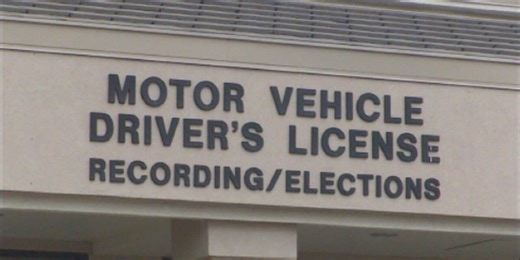 MOTOR VEHICLE
DRIVER'S LICENSE
RECORDING/ELECTIONS